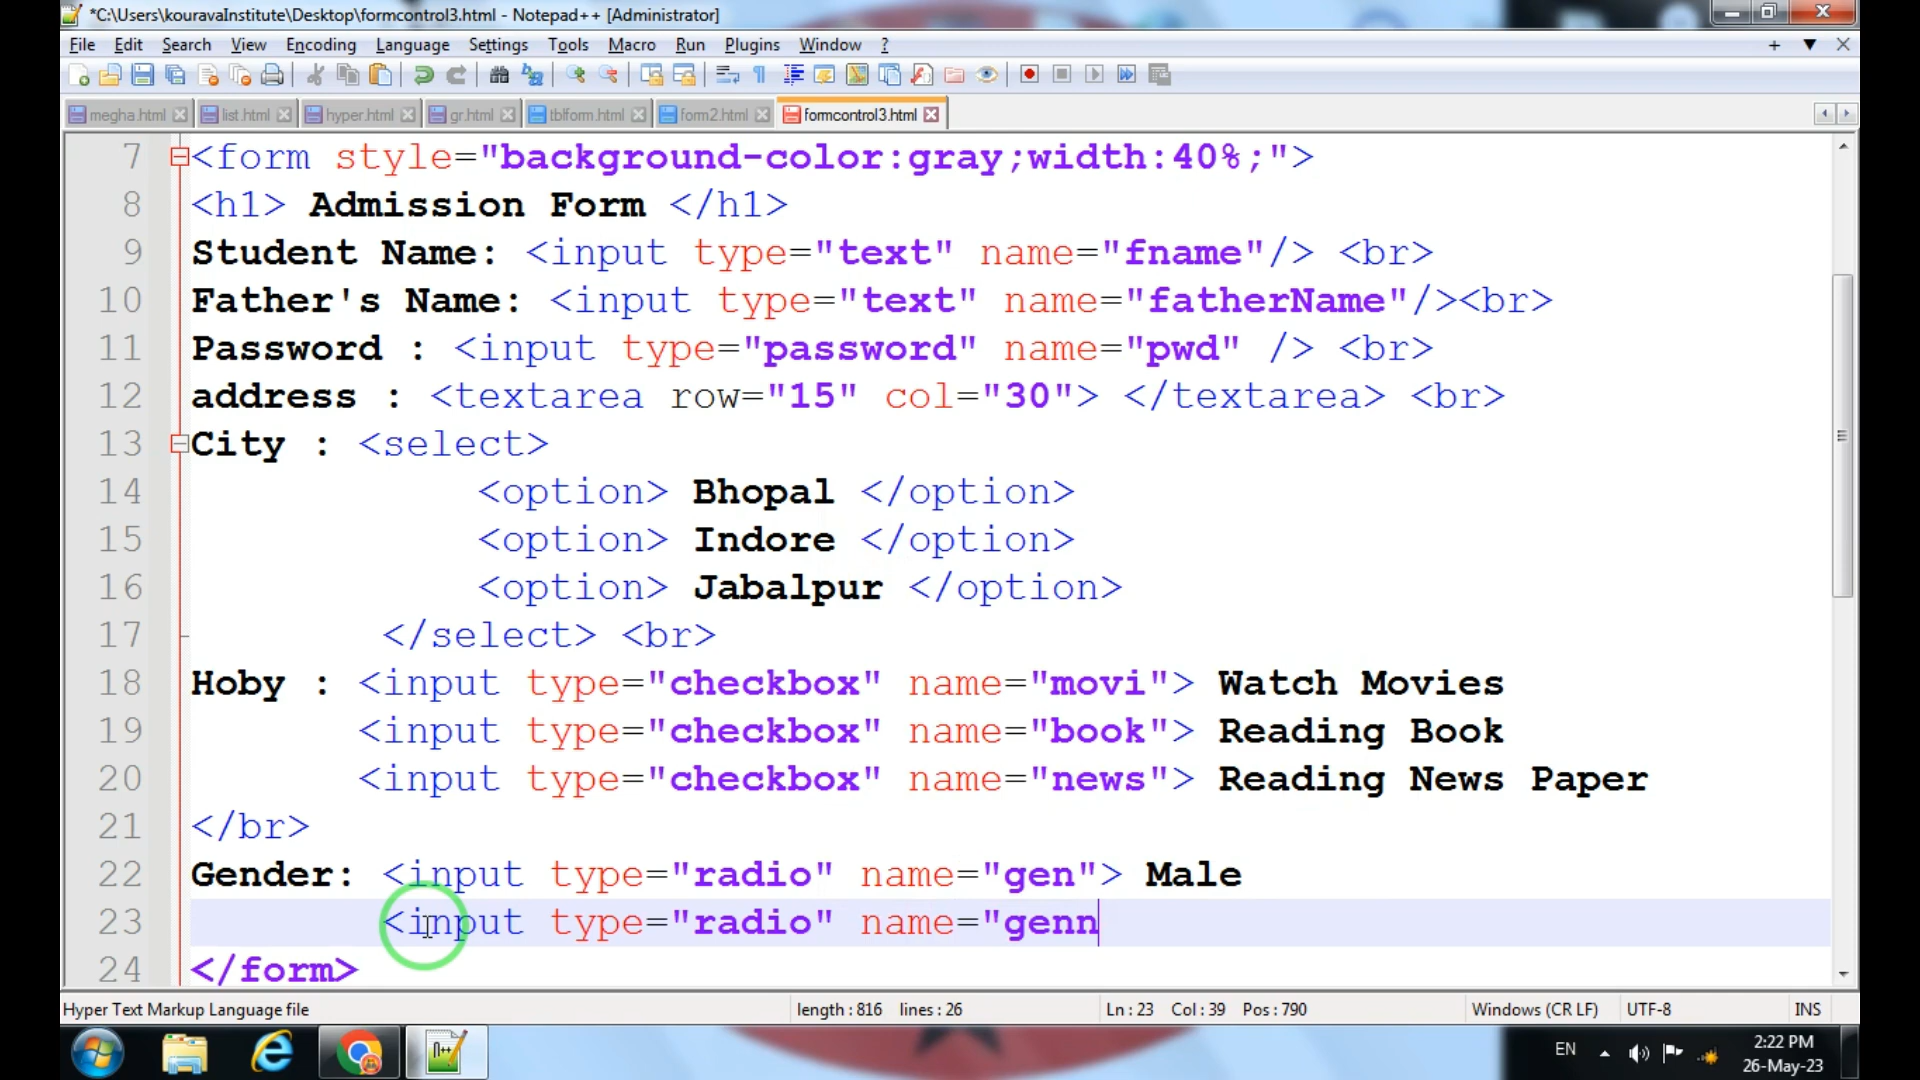 *C:\Users\kouravaInstitute\Desktop\formcontrol3.html - Notepad++ [Administrator]
File Edit Search View Encoding Language Settings Tools Macro Run Plugins Window ?
megha.html list.html hyper.html gr.html tblform.html form2.html formcontrol3.html
7 <form style="background-color:gray;width:40%;">
8 <h1> Admission Form </h1>
9 Student Name: <input type="text" name="fname"/> <br>
10 Father's Name: <input type="text" name="fatherName"/><br>
11 Password : <input type="password" name="pwd" /> <br>
12 address : <textarea row="15" col="30"> </textarea> <br>
13 City : <select>
14 <option> Bhopal </option>
15 <option> Indore </option>
16 <option> Jabalpur </option>
17 </select> <br>
18 Hoby : <input type="checkbox" name="movi"> Watch Movies
19 <input type="checkbox" name="book"> Reading Book
20 <input type="checkbox" name="news"> Reading News Paper
21 </br>
22 Gender: <input type="radio" name="gen"> Male
23 <input type="radio" name="genn
24 </form>
Hyper Text Markup Language file length : 816 lines : 26 Ln : 23 Col : 39 Pos : 790 Windows (CR LF) UTF-8 INS
EN 2:22 PM
26-May-23